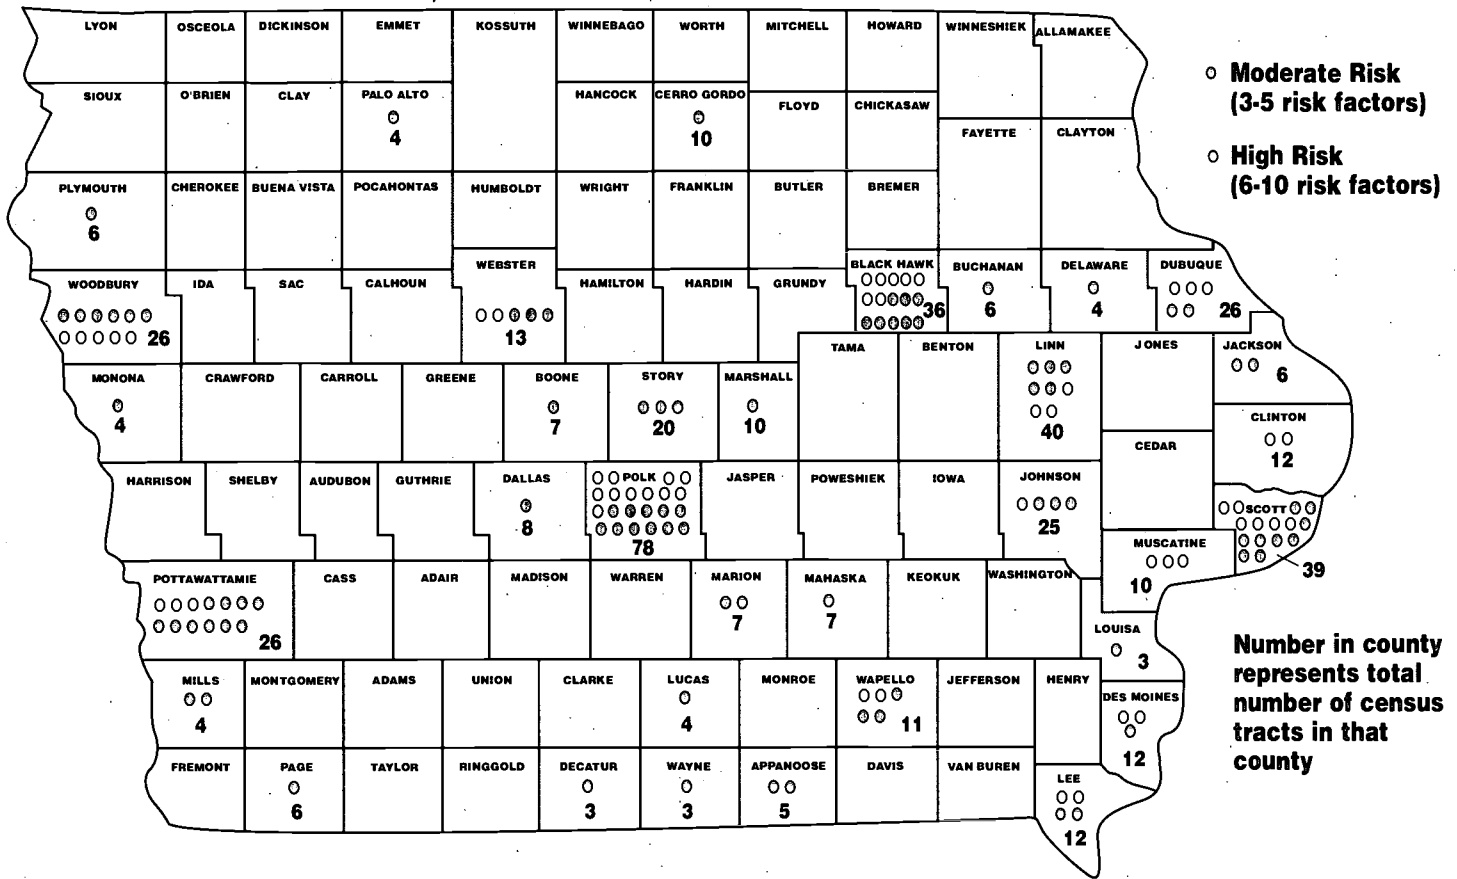 LYON OSCEOLA DICKINSON EMMET KOSSUTH WINNEBAGO WORTH MITCHELL HOWARD WINNESHIEK ALLAMAKEE
Moderate Risk
(3-5 risk factors)
SIOUX O'BRIEN CLAY PALO ALTO HANCOCK CERRO GORDO FLOYD CHICKASAW
4 10
FAYETTE CLAYTON
High Risk
(6-10 risk factors)
PLYMOUTH CHEROKEE BUENA VISTA POCAHONTAS HUMBOLDT WRIGHT FRANKLIN BUTLER BREMER
6
WEBSTER BLACK HAWK BUCHANAN DELAWARE DUBUQUE
WOODBURY IDA SAC CALHOUN HAMILTON HARDIN GRUNDY
36 6 4 26
26 13
TAMA BENTON LINN JONES JACKSON
6
MONONA CRAWFORD CARROLL GREENE BOONE STORY MARSHALL
4 7 20 10 40
CLINTON
12
CEDAR
HARRISON SHELBY AUDUBON GUTHRIE DALLAS POLK JASPER POWESHIEK IOWA JOHNSON
8 78 25
SCOTT
39
MUSCATINE
10
POTTAWATTAMIE CASS ADAIR MADISON WARREN MARION MAHASKA KEOKUK WASHINGTON
26 7 7
LOUISA
3
Number in county
represents total
number of census
tracts in that
county
MILLS MONTGOMERY ADAMS UNION CLARKE LUCAS MONROE WAPELLO JEFFERSON HENRY
4 4 11
DES MOINES
12
FREMONT PAGE TAYLOR RINGGOLD DECATUR WAYNE APPANOOSE DAVIS VAN BUREN
6 3 3 5
LEE
12